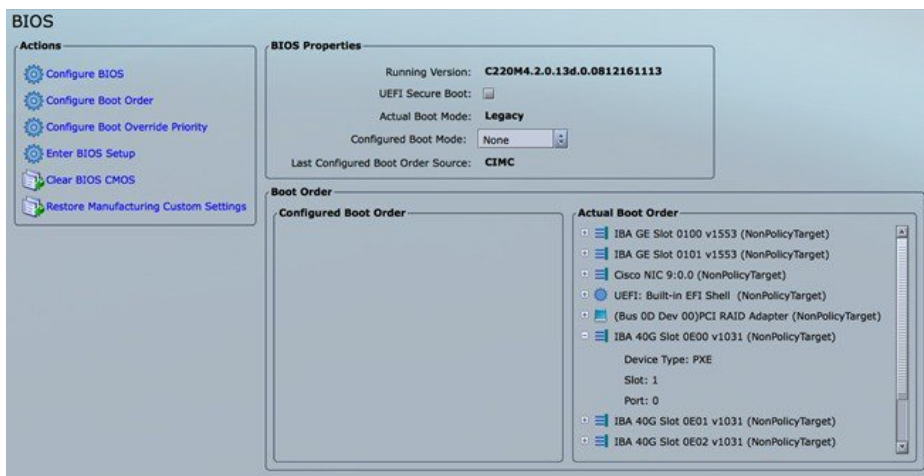 BIOS
Actions
Configure BIOS
Configure Boot Order
Configure Boot Override Priority
Enter BIOS Setup
Clear BIOS CMOS
Restore Manufacturing Custom Settings
BIOS Properties
Running Version: C220M4.2.0.13d.0.0812161113
UEFI Secure Boot:
Actual Boot Mode: Legacy
Configured Boot Mode: None
Last Configured Boot Order Source: CIMC
Boot Order
Configured Boot Order
Actual Boot Order
IBA GE Slot 0100 v1553 (NonPolicyTarget)
IBA GE Slot 0101 v1553 (NonPolicyTarget)
Cisco NIC 9:0.0 (NonPolicyTarget)
UEFI: Built-in EFI Shell (NonPolicyTarget)
(Bus 0D Dev 00)PCI RAID Adapter (NonPolicyTarget)
IBA 40G Slot 0E00 v1031 (NonPolicyTarget)
Device Type: PXE
Slot: 1
Port: 0
IBA 40G Slot 0E01 v1031 (NonPolicyTarget)
IBA 40G Slot 0E02 v1031 (NonPolicyTarget)